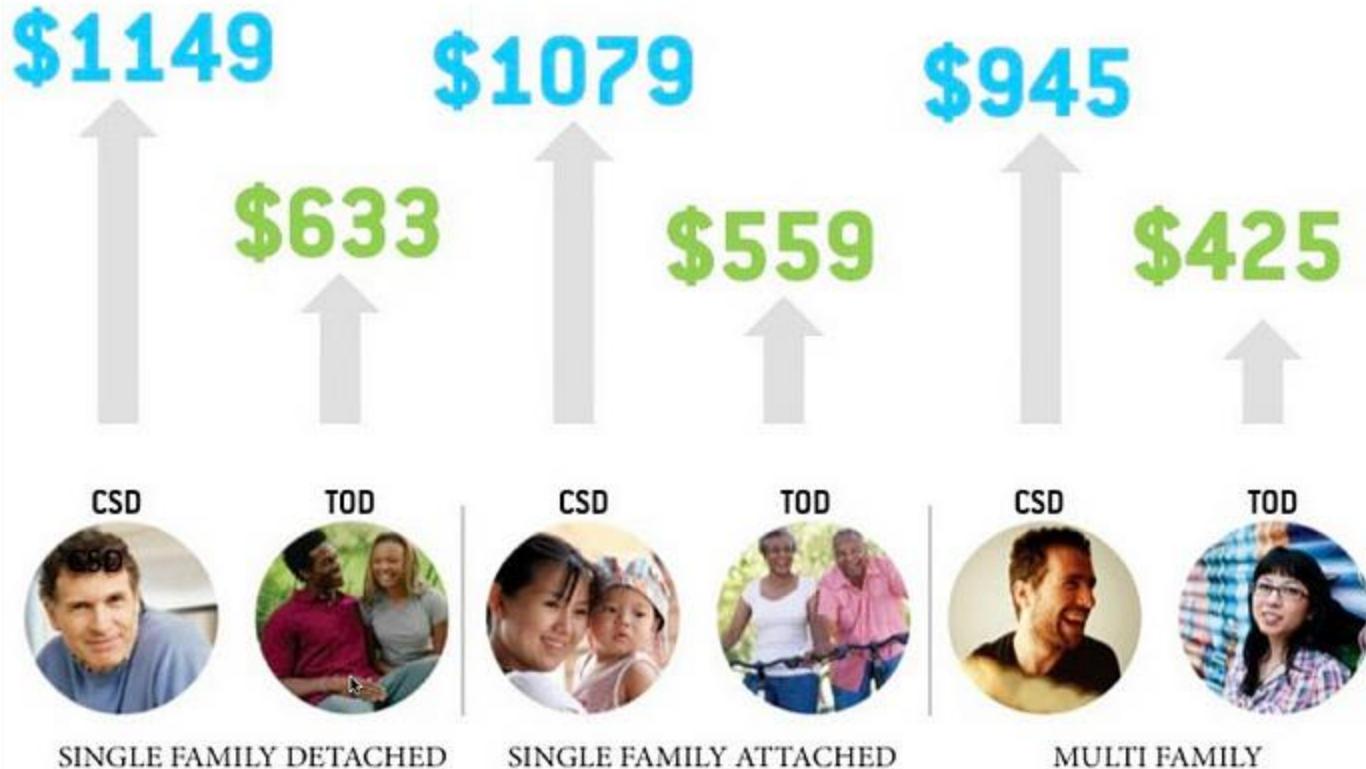 $1149
$1079
$945
$633
$559
$425
CSD
TOD
CSD
TOD
CSD
TOD
CSD
SINGLE FAMILY DETACHED
SINGLE FAMILY ATTACHED
MULTI FAMILY